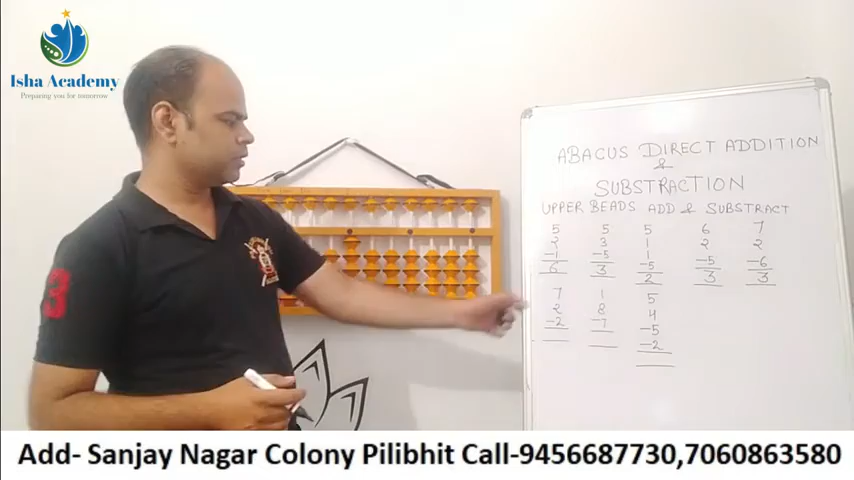 Isha Academy
Preparing you for tomorrow
3
ABACUS DIRECT ADDITION
&
SUBSTRACTION
UPPER BEADS ADD & SUBSTRACT
5 5 5 6 7
2 3 1 2 2
-1 -5 1 -5 -6
6 3 -5 3 3
2
7 1 5
2 8 4
-2 -7 -5
-2
Add- Sanjay Nagar Colony Pilibhit Call-9456687730,7060863580